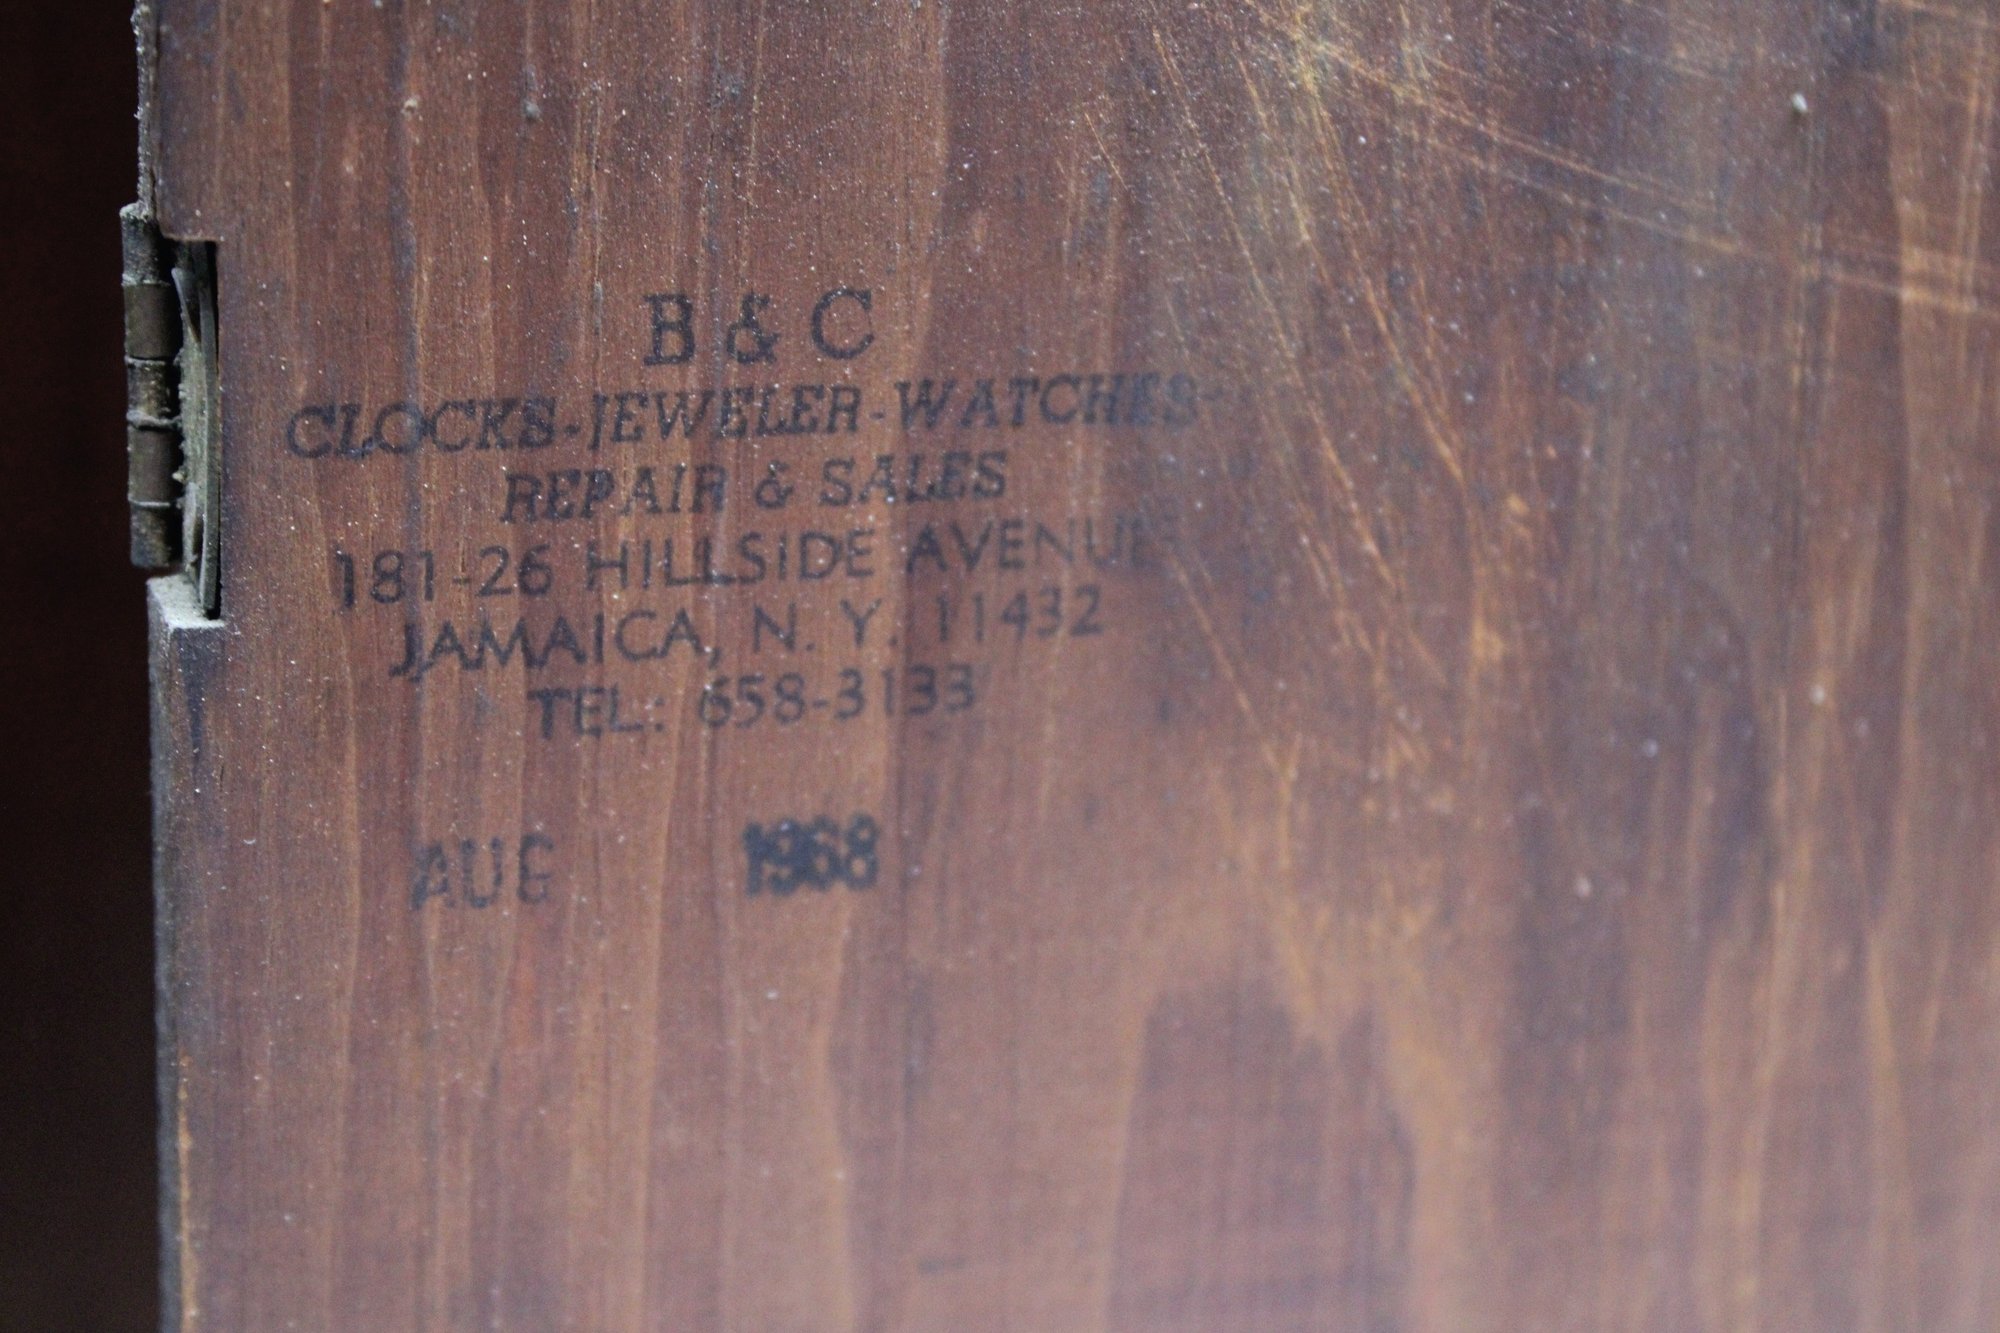 B & C
CLOCKS-JEWELER-WATCHES-
REPAIR & SALES
181-26 HILLSIDE AVENUE
JAMAICA, N. Y. 11432
TEL: 658-3133
AUG 1968